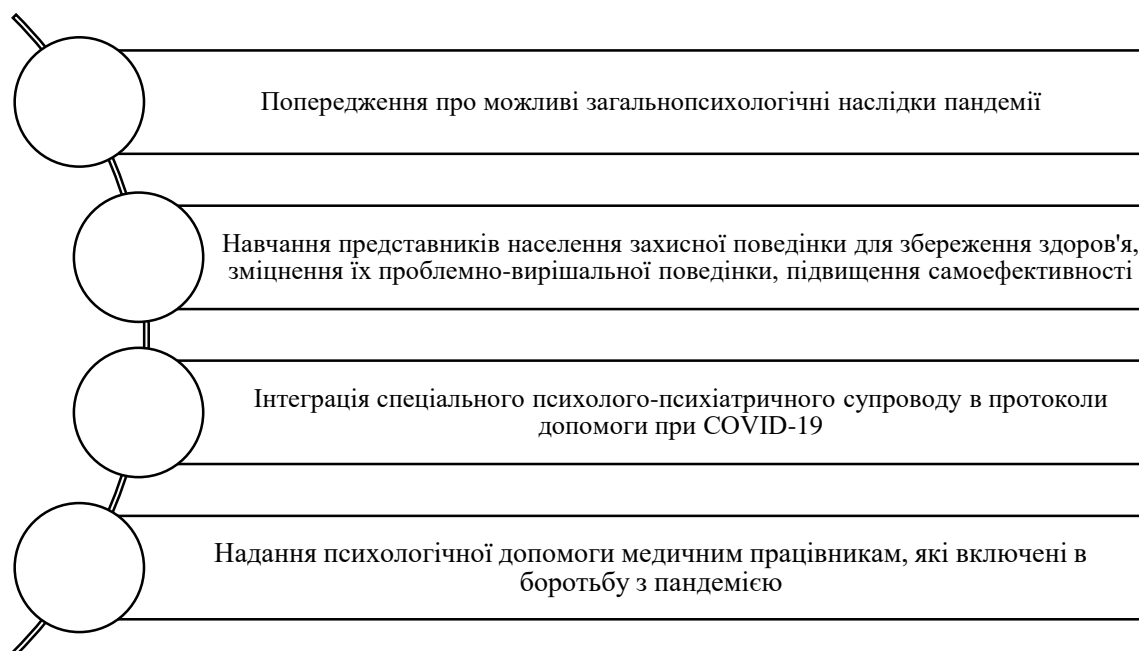 Попередження про можливі загальнопсихологічні наслідки пандемії
Навчання представників населення захисної поведінки для збереження здоров'я,
зміцнення їх проблемно-вирішальної поведінки, підвищення самоефективності
Інтеграція спеціального психолого-психіатричного супроводу в протоколи
допомоги при COVID-19
Надання психологічної допомоги медичним працівникам, які включені в
боротьбу з пандемією